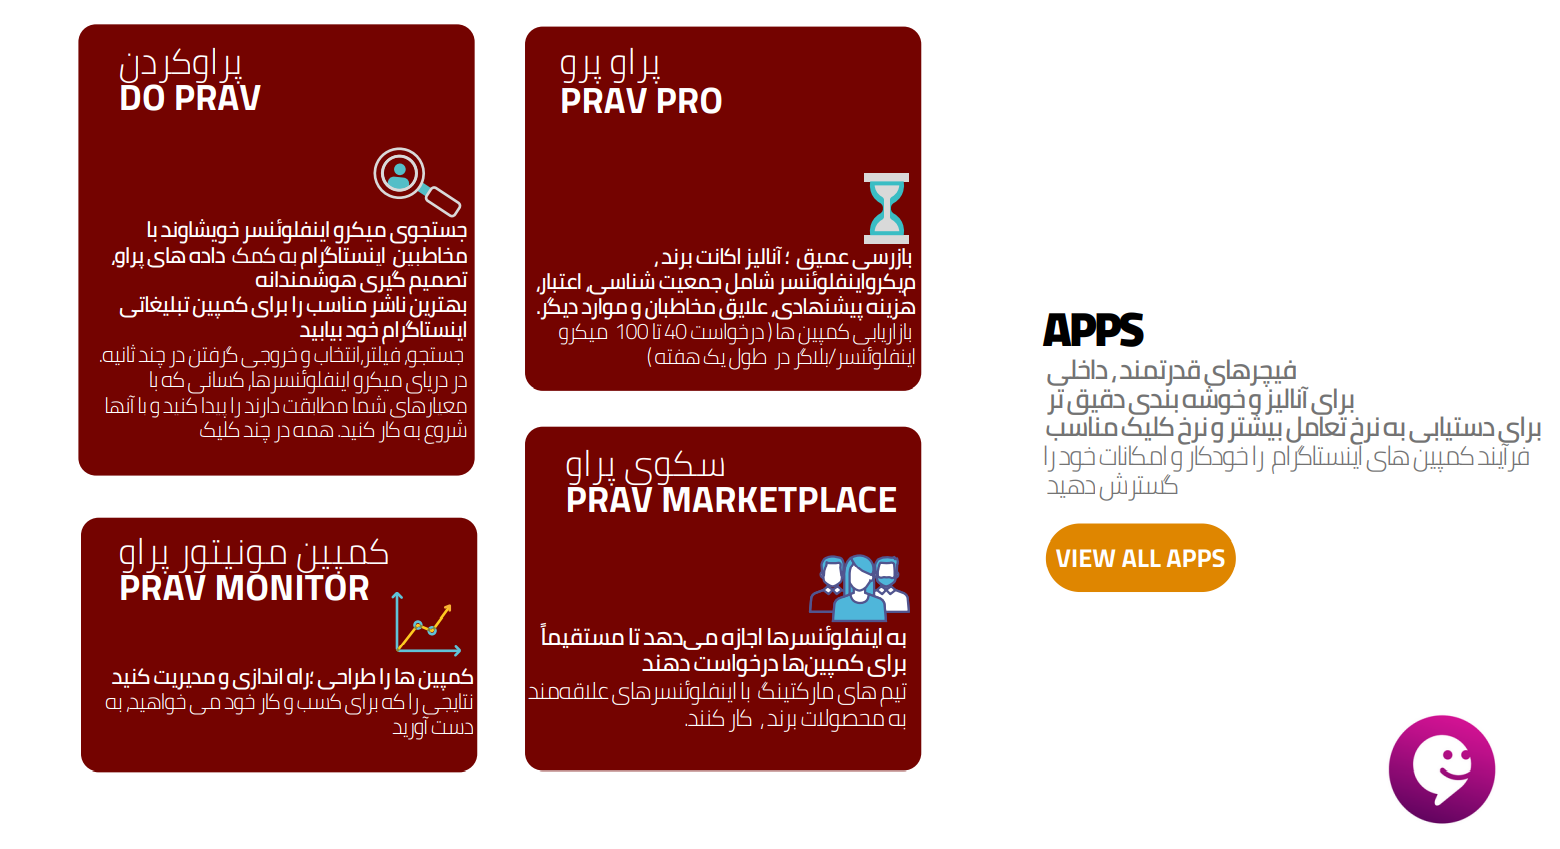 پراوکردن
DO PRAV
جستجوی میکرو اینفلوئنسر خویشاوند با
مخاطبین اینستاگرام به کمک داده های پراو,
تصمیم گیری هوشمندانه
بهترین ناشر مناسب را برای کمپین تبلیغاتی
اینستاگرام خود بیابید
جستجو, فیلتر,انتخاب و خروجی گرفتن در چند ثانیه.
در دریای میکرو اینفلوئنسرها, کسانی که با
معیارهای شما مطابقت دارند را پیدا کنید و با آنها
شروع به کار کنید. همه در چند کلیک
پراو پرو
PRAV PRO
بازرسی عمیق ؛ آنالیز اکانت برند ,
میکرواینفلوئنسر شامل جمعیت شناسی, اعتبار,
هزینه پیشنهادی, علایق مخاطبان و موارد دیگر.
بازاریابی کمپین ها ( درخواست 40 تا 100 میکرو
اینفلوئنسر/بلاگر در طول یک هفته )
کمپین مونیتور پراو
PRAV MONITOR
کمپین ها را طراحی ؛راه اندازی و مدیریت کنید
نتایجی را که برای کسب و کار خود می خواهید, به
دست آورید
سکوی پراو
PRAV MARKETPLACE
به اینفلوئنسرها اجازه می‌دهد تا مستقیماً
برای کمپین‌ها درخواست دهند
تیم های مارکتینگ با اینفلوئنسرهای علاقه‌مند
به محصولات برند , کار کنند.
APPS
فیچرهای قدرتمند , داخلی
برای آنالیز و خوشه بندی دقیق تر
برای دستیابی به نرخ تعامل بیشتر و نرخ کلیک مناسب
فرآیند کمپین های اینستاگرام را خودکار و امکانات خود را
گسترش دهید
VIEW ALL APPS